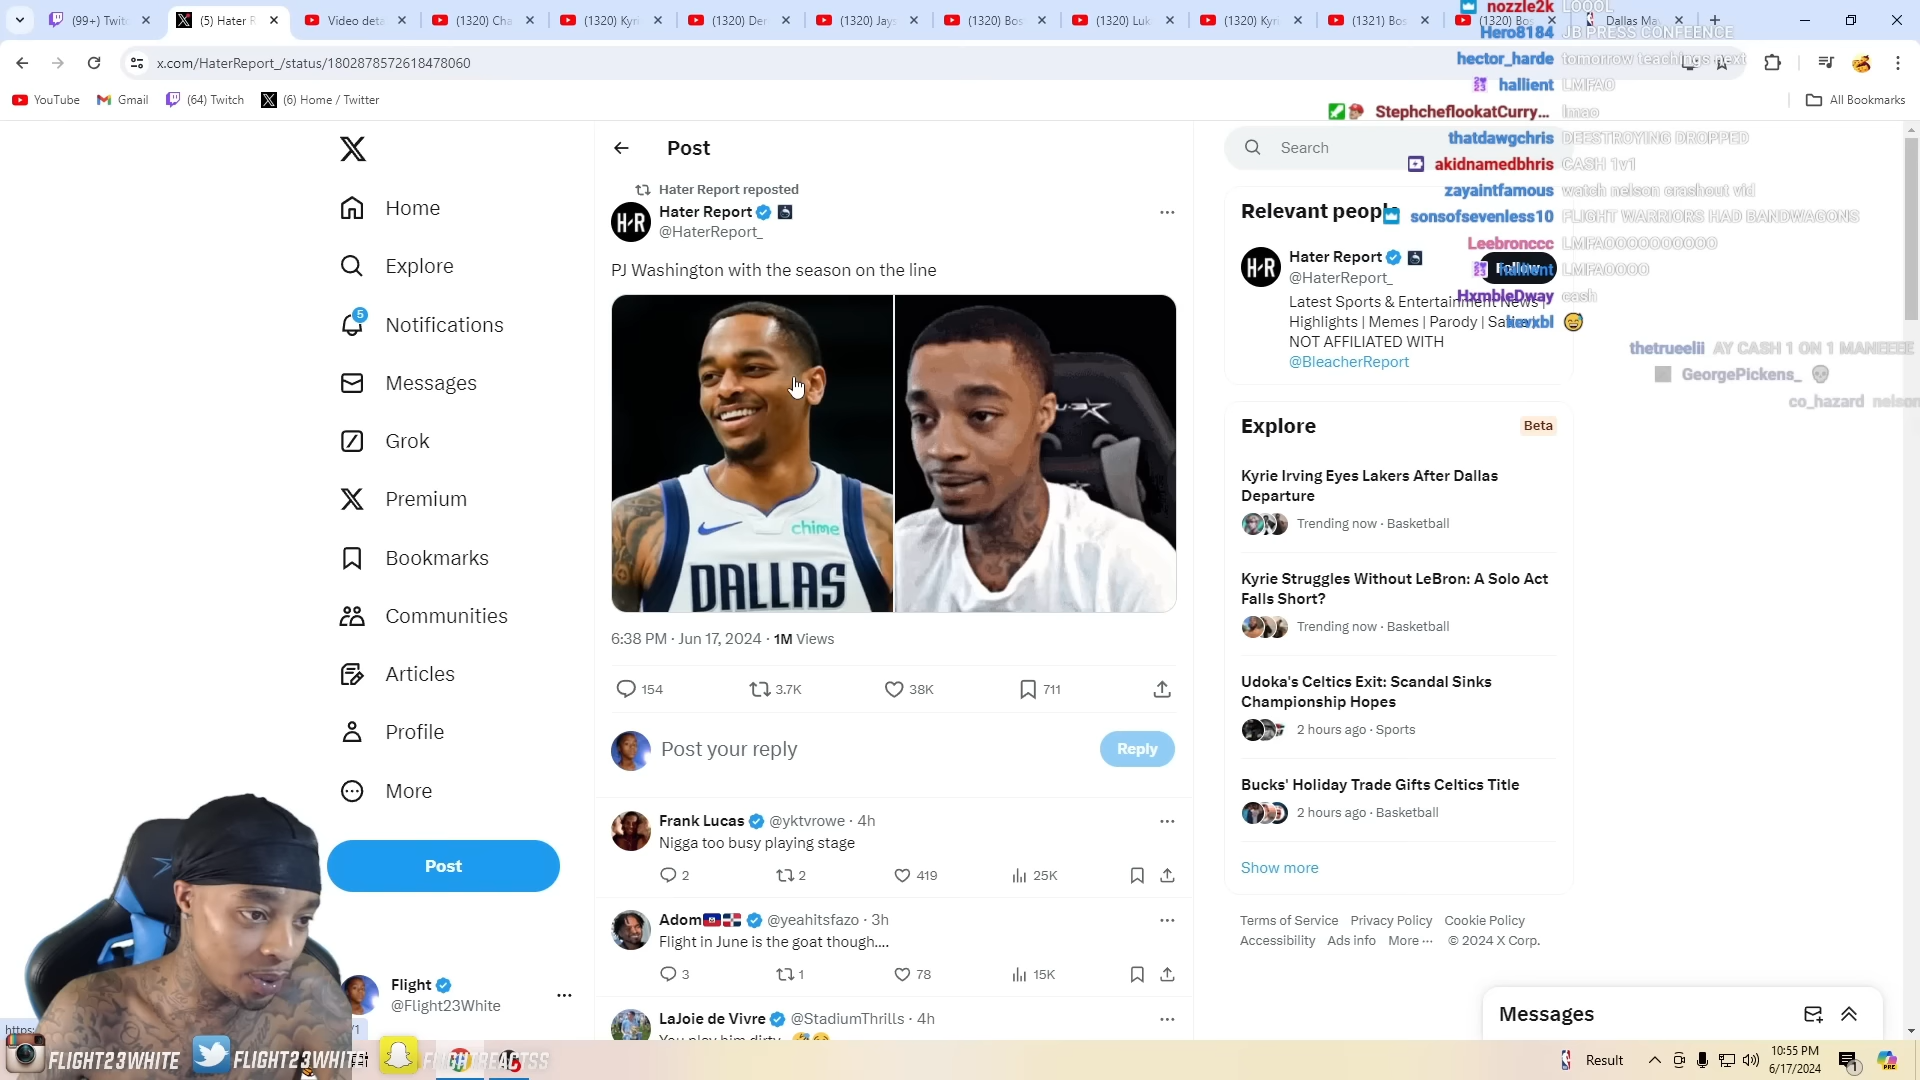 (99+) Twit
(5) Hater R
Video deta
(1320) Cha
(1320) Kyri
(1320) Der
(1320) Jays
(1320) Bos
(1320) Luk
(1320) Kyri
(1321) Bos
(1320) Bos
Dallas Ma
x.com/HaterReport_/status/1802878572618478060
YouTube
Gmail
(64) Twitch
(6) Home / Twitter
All Bookmarks
nozzle2k LOOOL
Hero8184 JB PRESS CONFEENCE
hector_harde tomorrow teachings next
hallient LMFAO
StephcheflookatCurry... lmao
thatdawgchris DEESTROYING DROPPED
akidnamedbhris CASH 1v1
zayaintfamous watch nelson crashout vid
sonsofsevenless10 FLIGHT WARRIORS HAD BANDWAGONS
Leebronccc LMFAOOOOOOOOOO
hallient LMFAOOOO
HxmbleDway cash
thetrueelii AY CASH 1 ON 1 MANEEEE
GeorgePickens_
co_hazard nelson
Home
Explore
5
Notifications
Messages
Grok
Premium
Bookmarks
Communities
Articles
Profile
More
Post
Flight
@Flight23White
Post
Hater Report reposted
H/R
Hater Report
@HaterReport_
PJ Washington with the season on the line
chime
DALLAS
6:38 PM · Jun 17, 2024 · 1M Views
154
3.7K
38K
711
Post your reply
Reply
Frank Lucas @yktvrowe · 4h
Nigga too busy playing stage
2
2
419
25K
Adom @yeahitsfazo · 3h
Flight in June is the goat though....
3
1
78
15K
LaJoie de Vivre @StadiumThrills · 4h
You play him dirty
Search
Relevant people
H/R
Hater Report
@HaterReport_
Follow
Latest Sports & Entertainment News |
Highlights | Memes | Parody |
NOT AFFILIATED WITH
@BleacherReport
Explore
Beta
Kyrie Irving Eyes Lakers After Dallas
Departure
Trending now · Basketball
Kyrie Struggles Without LeBron: A Solo Act
Falls Short?
Trending now · Basketball
Udoka's Celtics Exit: Scandal Sinks
Championship Hopes
2 hours ago · Sports
Bucks' Holiday Trade Gifts Celtics Title
2 hours ago · Basketball
Show more
Terms of Service Privacy Policy Cookie Policy
Accessibility Ads info More ··· © 2024 X Corp.
Messages
https:
/1
FLIGHT23WHITE
FLIGHT23WHITE
FLIGHTREACTSS
Result
10:55 PM
6/17/2024
1
PRE